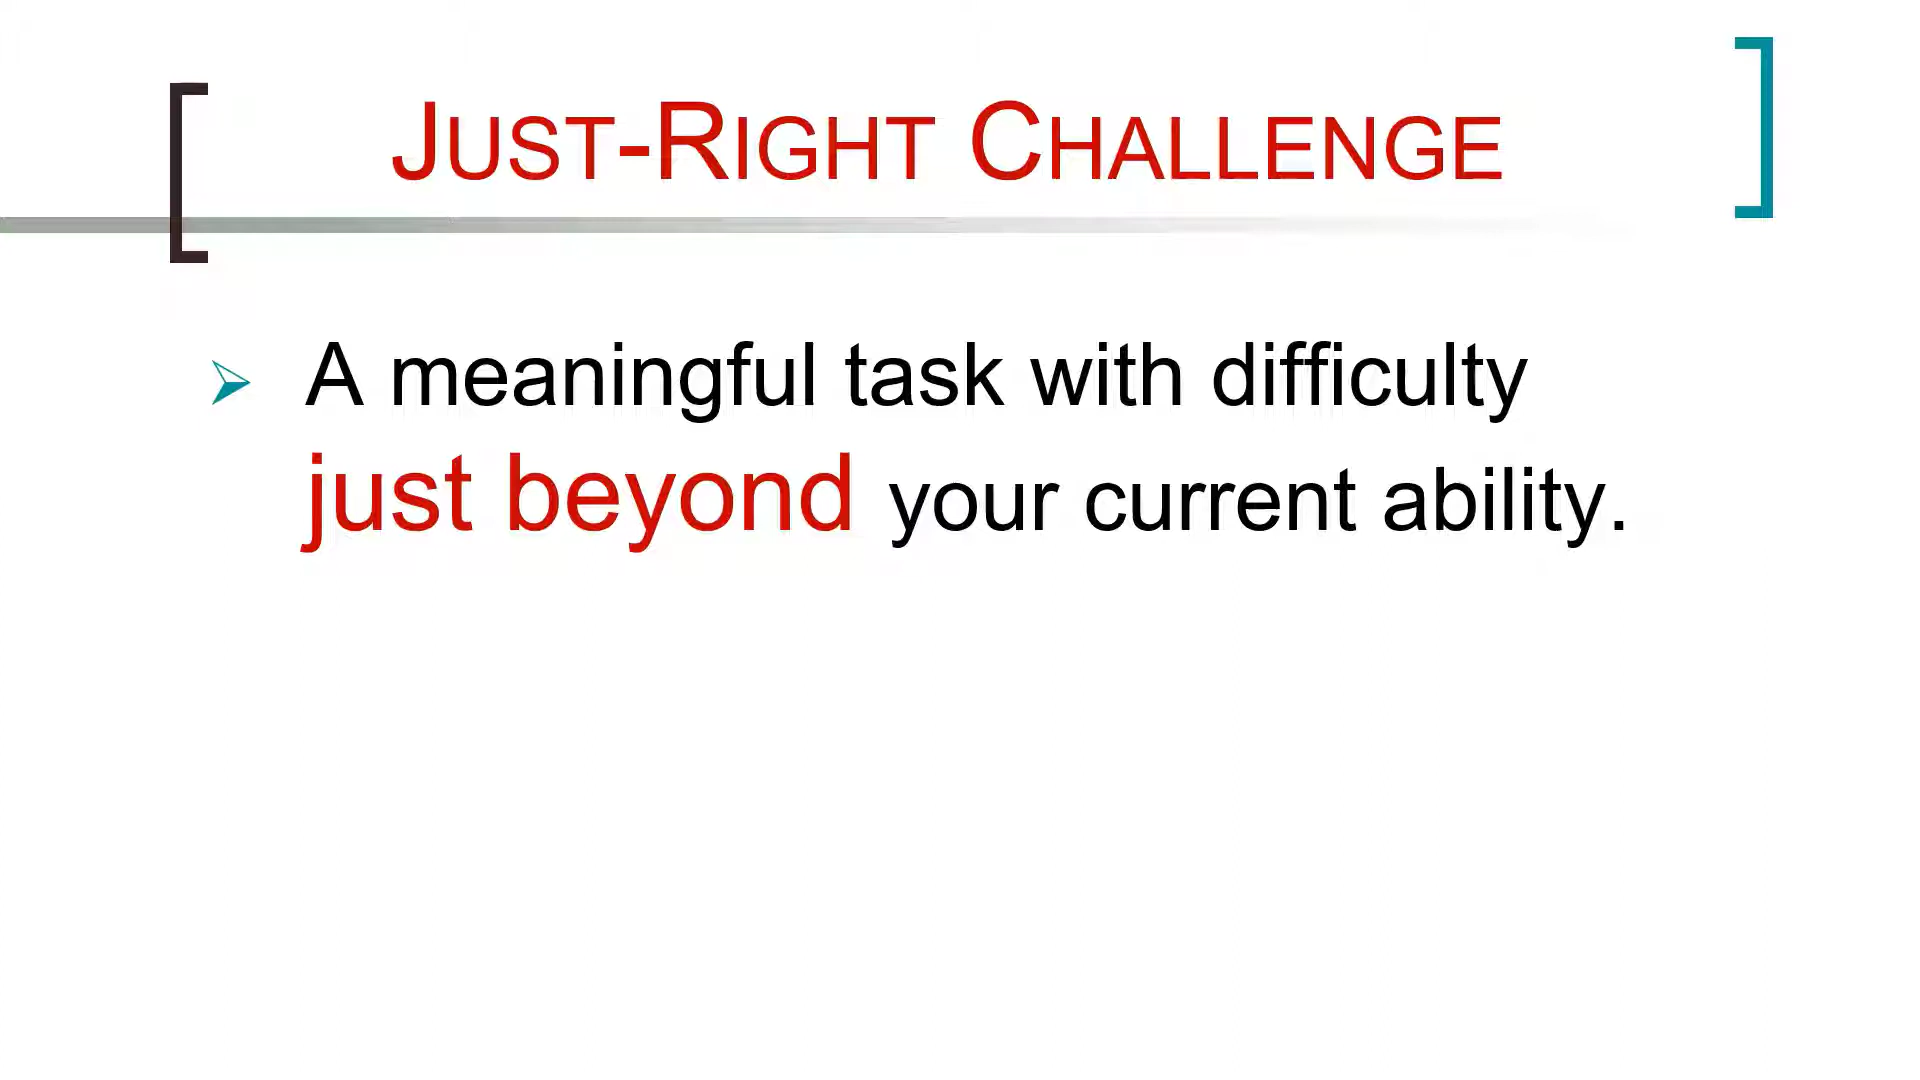 JUST-RIGHT CHALLENGE
A meaningful task with difficulty
just beyond your current ability.